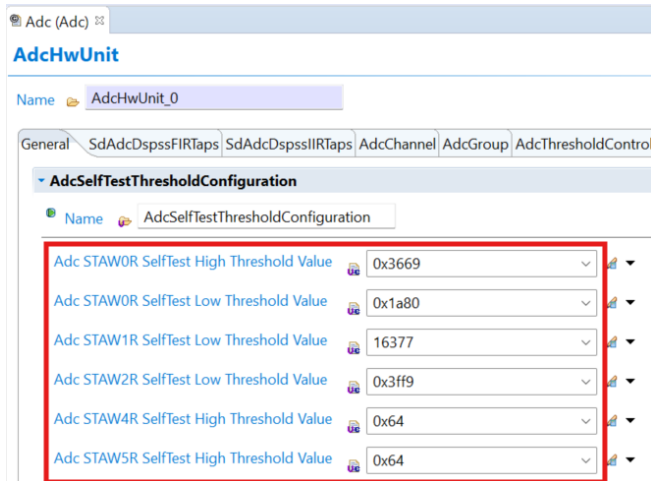 Adc (Adc)
AdcHwUnit
Name AdcHwUnit_0
General SdAdcDspssFIRTaps SdAdcDspssIIRTaps AdcChannel AdcGroup AdcThresholdControl
AdcSelfTestThresholdConfiguration
Name AdcSelfTestThresholdConfiguration
Adc STAW0R SelfTest High Threshold Value 0x3669
Adc STAW0R SelfTest Low Threshold Value 0x1a80
Adc STAW1R SelfTest Low Threshold Value 16377
Adc STAW2R SelfTest Low Threshold Value 0x3ff9
Adc STAW4R SelfTest High Threshold Value 0x64
Adc STAW5R SelfTest High Threshold Value 0x64